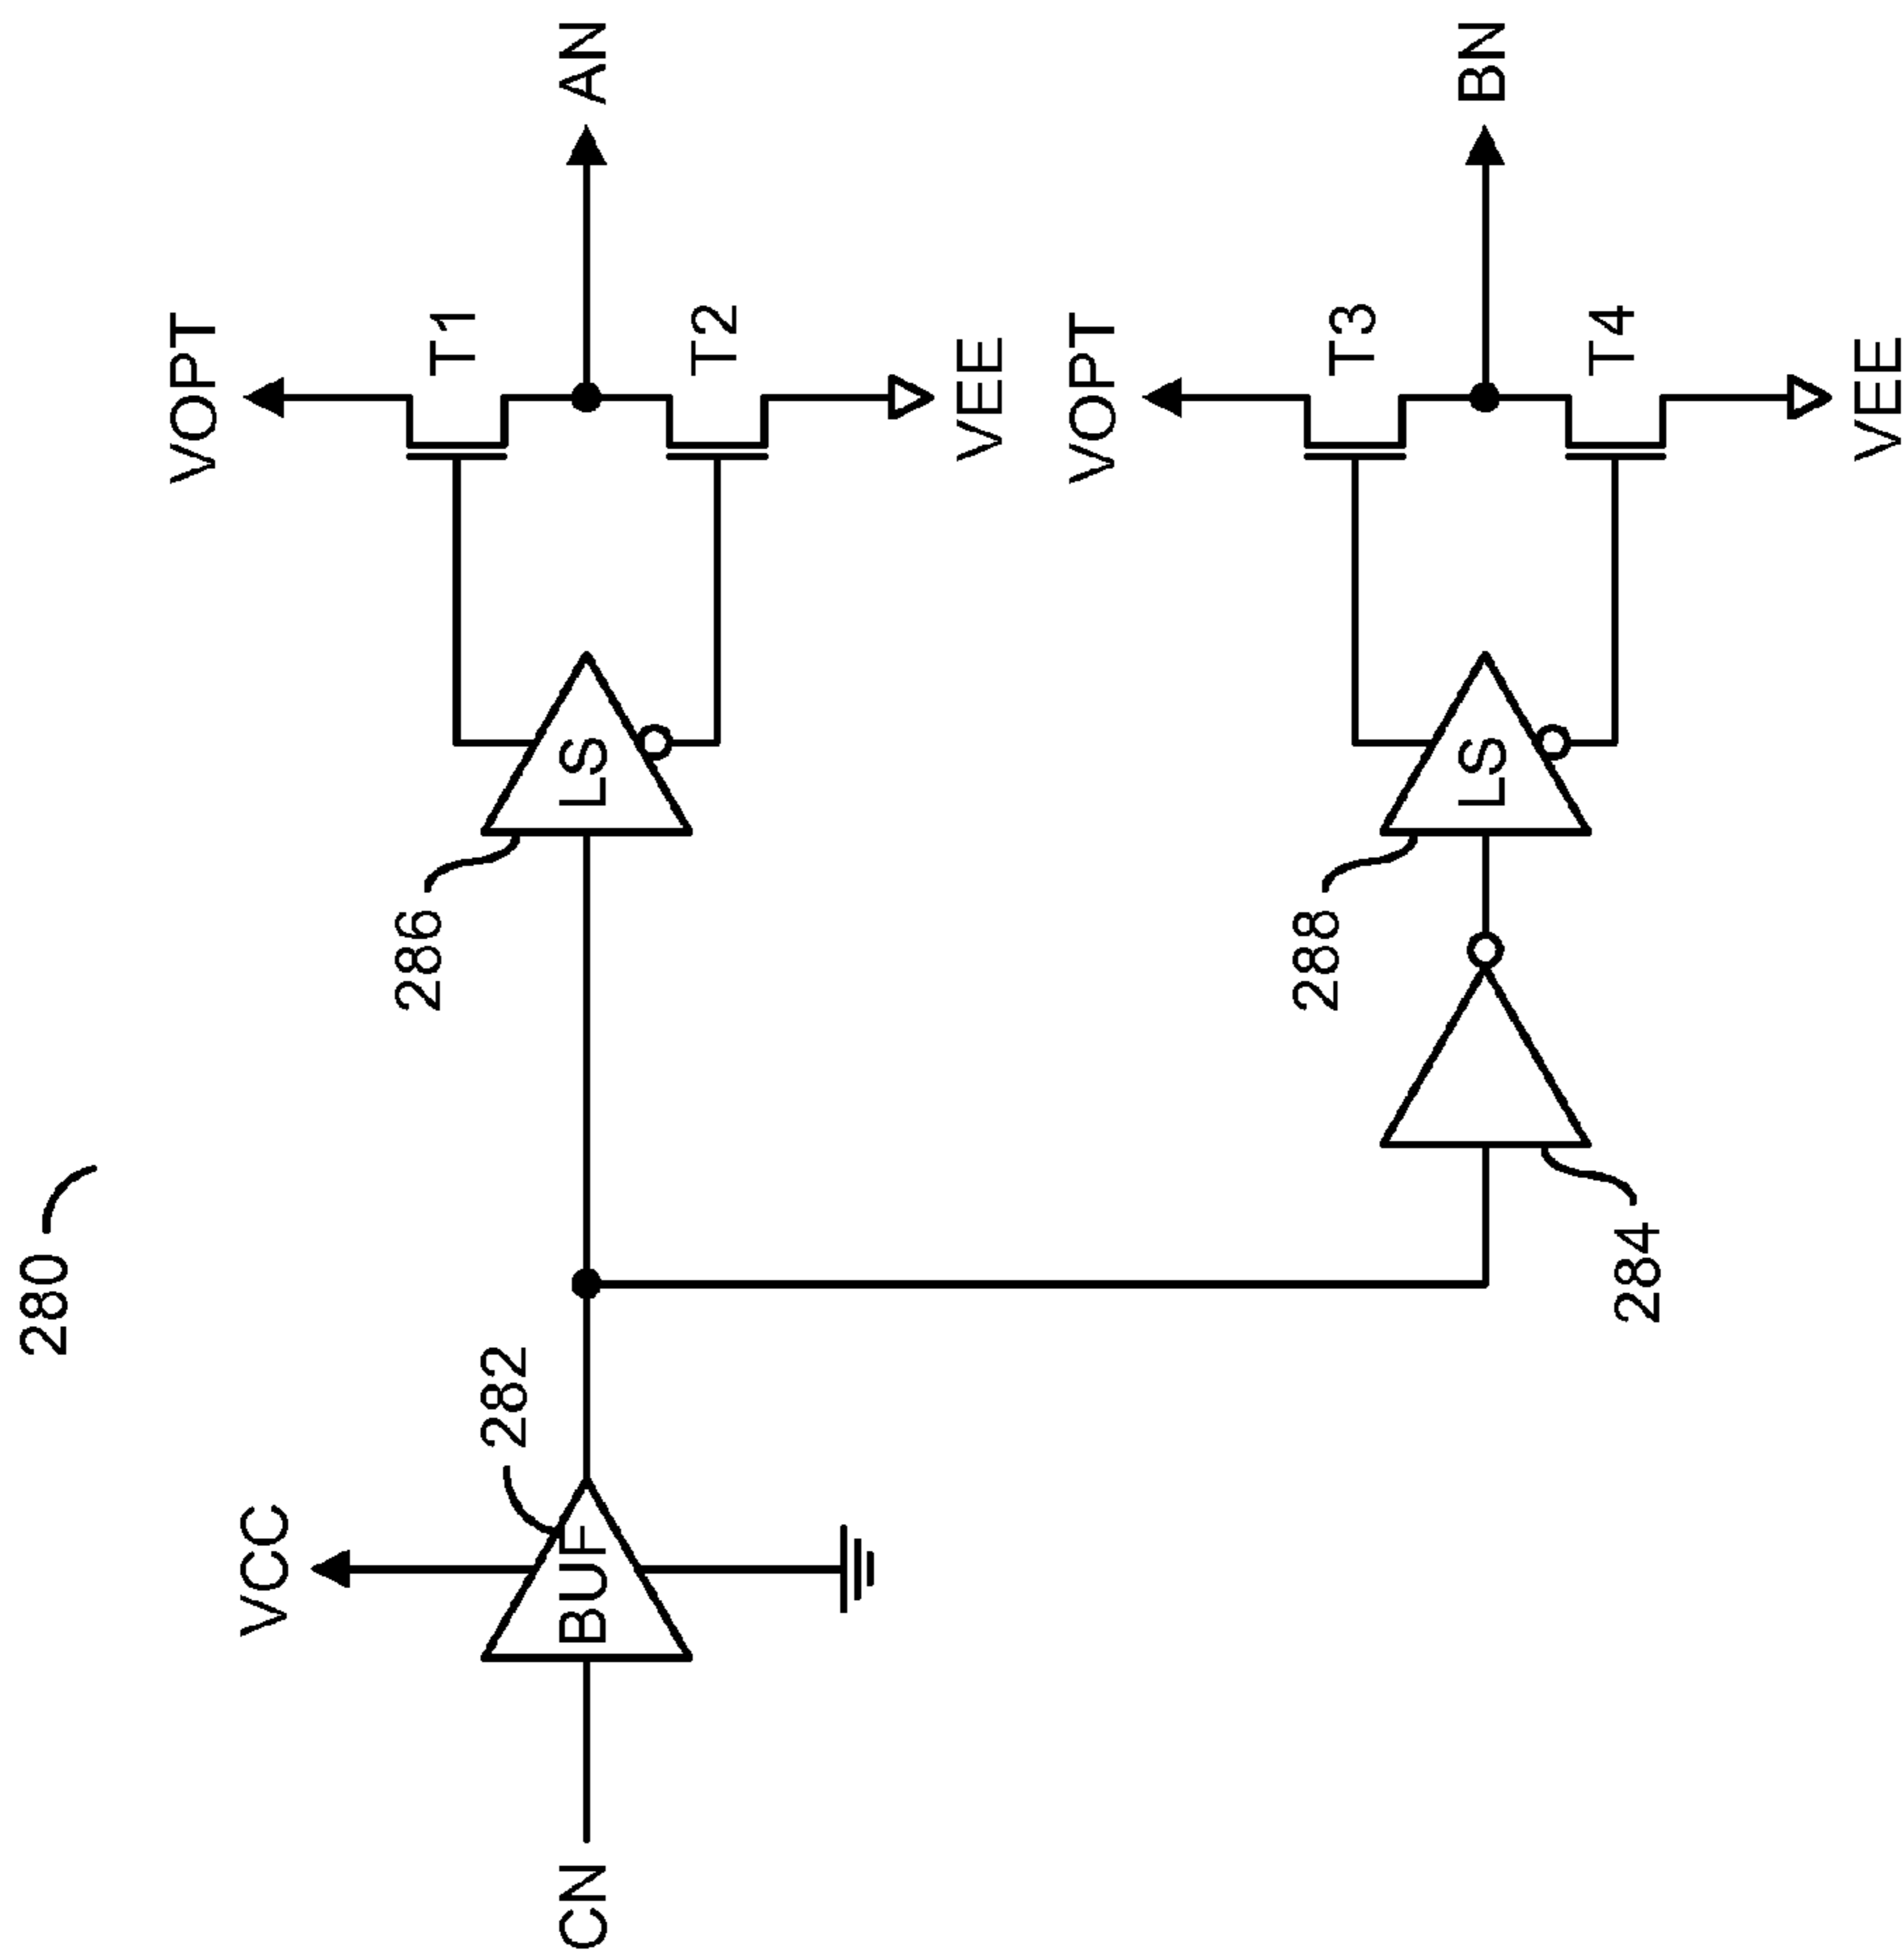 280
VCC
282
BUF
CN
VOPT
286
LS
T1
AN
T2
VEE
VOPT
288
LS
T3
BN
T4
VEE
284